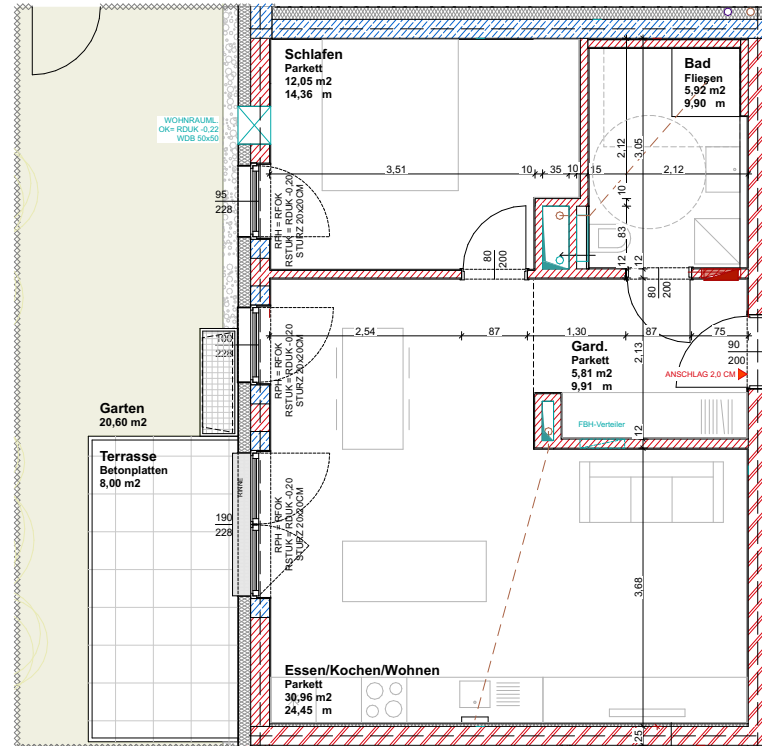 Schlafen
Parkett
12,05 m2
14,36 m
Bad
Fliesen
5,92 m2
9,90 m
WOHNRAUML.
OK= RDUK -0,22
WDB 50x50
95
228
RPH = RFOK
RSTUK = RDUK -0,20
STURZ 20x20CM
3,51
10
35
10
15
2,12
2,12
3,05
10
83
12
12
80
200
80
200
2,54
87
1,30
87
75
100
228
RPH = RFOK
RSTUK = RDUK -0,20
STURZ 20x20CM
Gard.
Parkett
5,81 m2
9,91 m
2,13
90
200
ANSCHLAG 2,0 CM
FBH-Verteiler
12
Garten
20,60 m2
Terrasse
Betonplatten
8,00 m2
RINNE
190
228
RPH = RFOK
RSTUK = RDUK -0,20
STURZ 20x20CM
3,68
Essen/Kochen/Wohnen
Parkett
30,96 m2
24,45 m
25